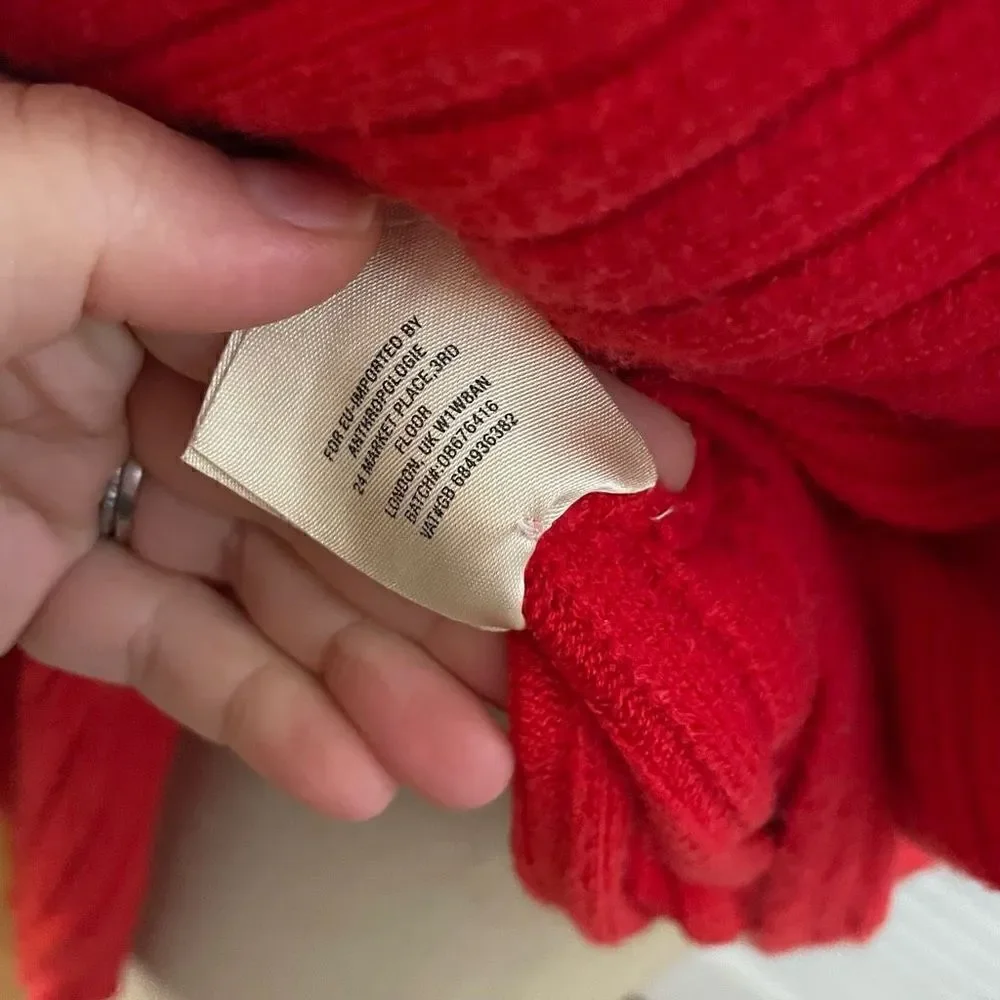 FOR EU-IMPORTED BY
ANTHROPOLOGIE
24 MARKET PLACE,3RD
FLOOR
LONDON, UK W1W8AN
BATCH#:08676416
VAT#GB 684936382